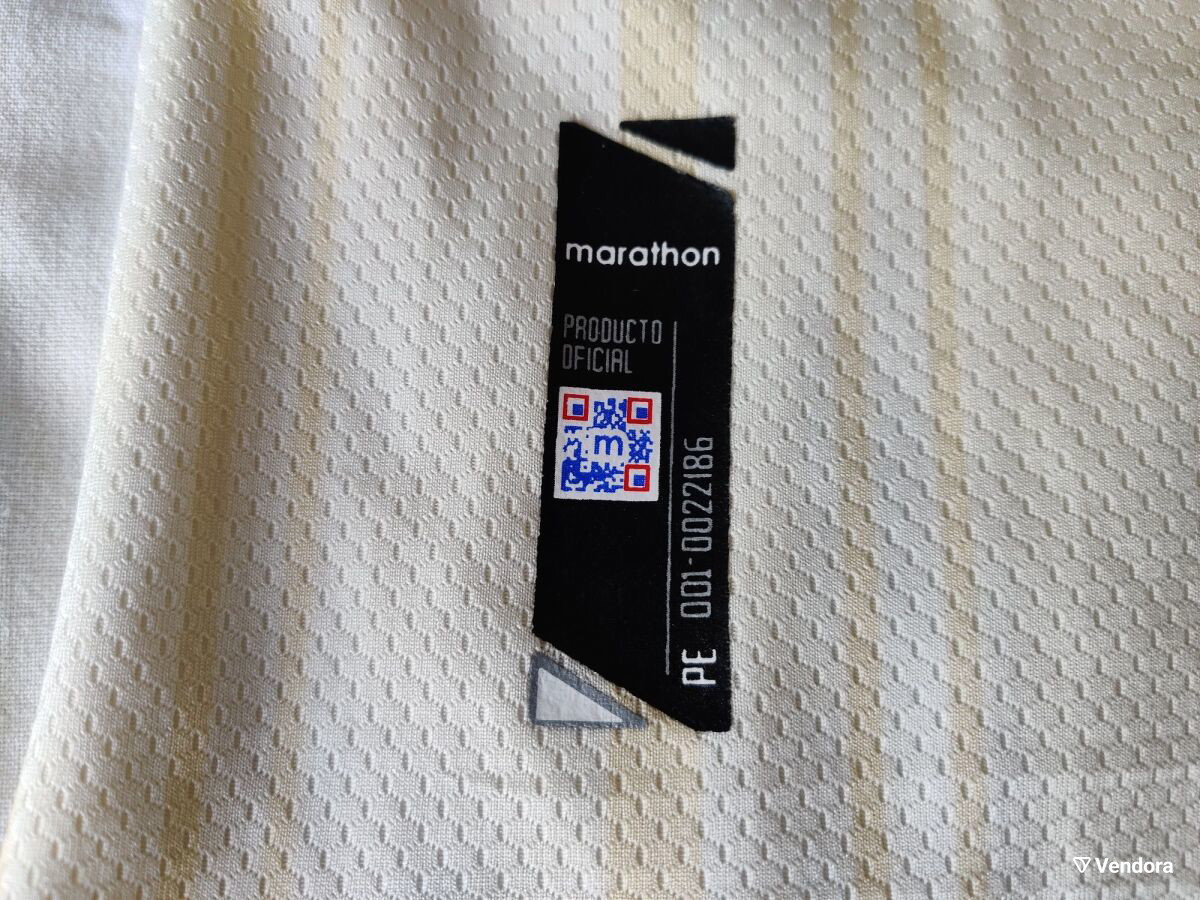 marathon
PRODUCTO
OFICIAL
m
PE 001-0022186
Vendora